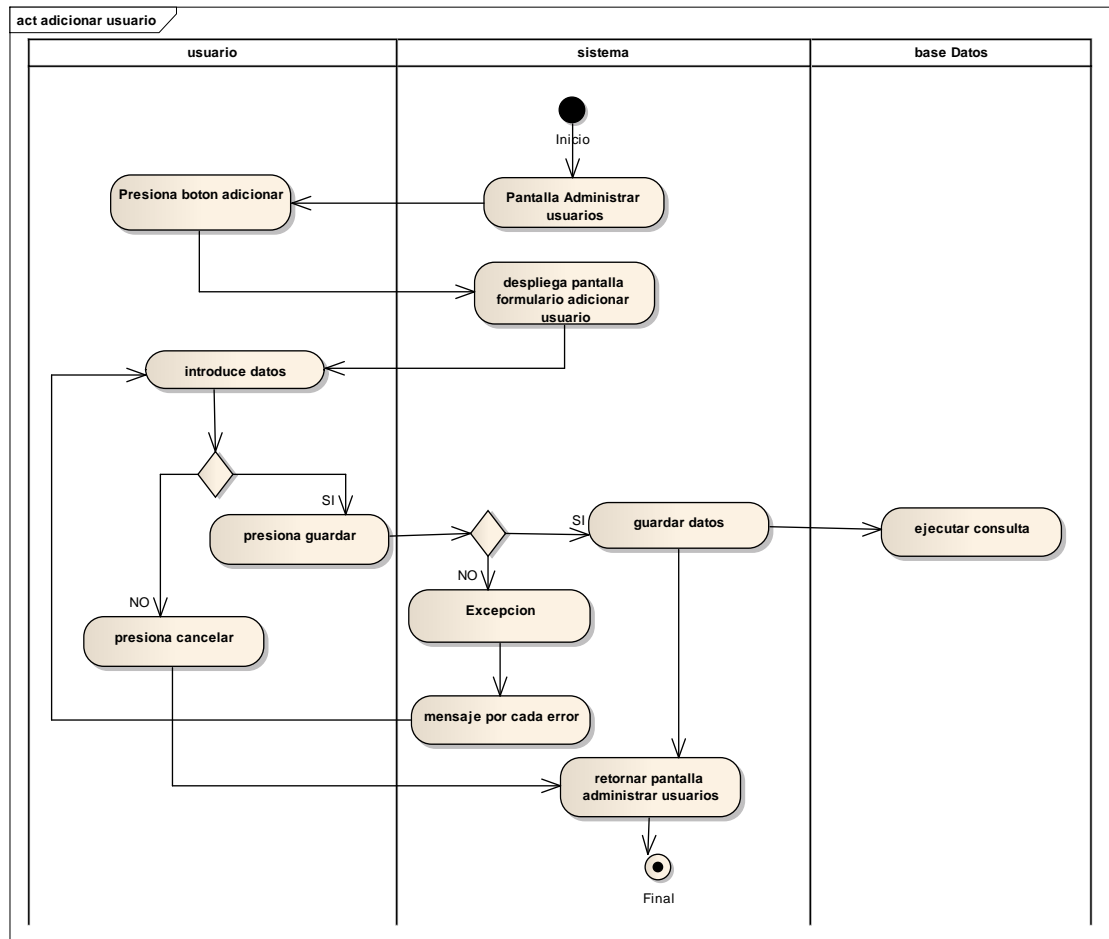 act adicionar usuario
usuario
sistema
base Datos
Inicio
Presiona boton adicionar
Pantalla Administrar
usuarios
despliega pantalla
formulario adicionar
usuario
introduce datos
SI
presiona guardar
SI
guardar datos
ejecutar consulta
NO
Excepcion
NO
presiona cancelar
mensaje por cada error
retornar pantalla
administrar usuarios
Final